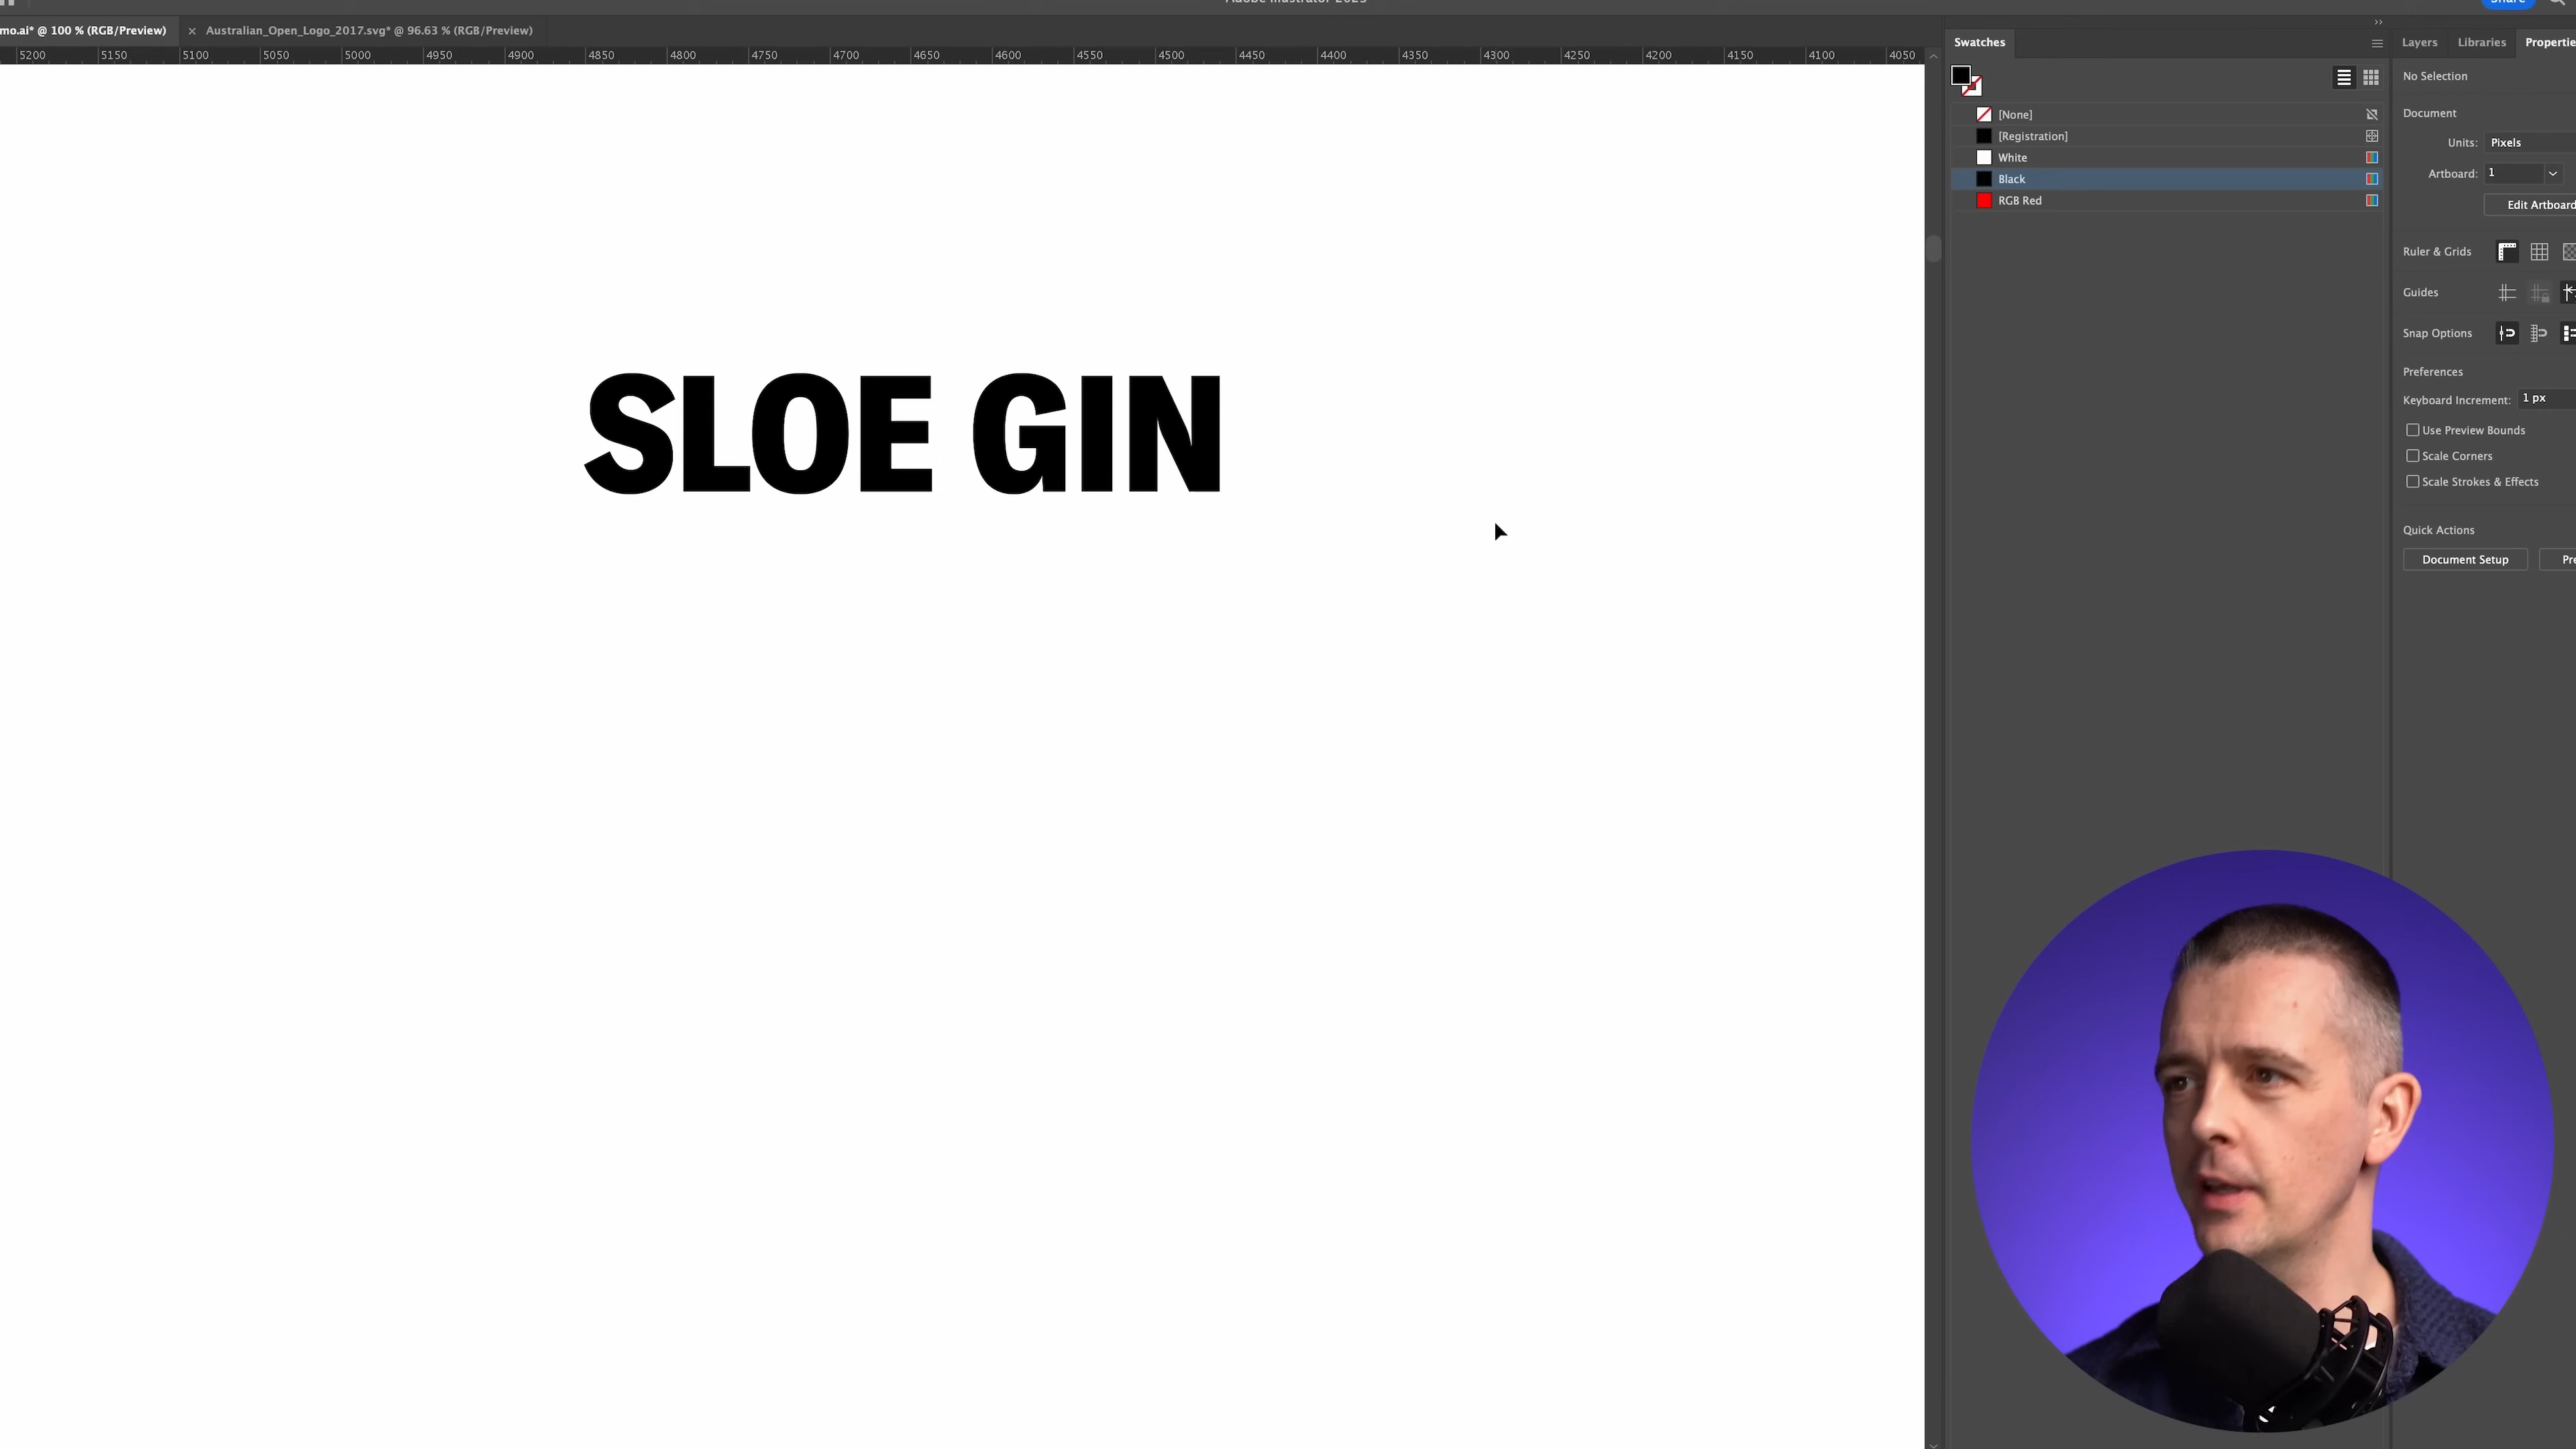 Share
mo.ai* @ 100 % (RGB/Preview)
Australian_Open_Logo_2017.svg* @ 96.63 % (RGB/Preview)
5200 5150 5100 5050 5000 4950 4900 4850 4800 4750 4700 4650 4600 4550 4500 4450 4400 4350 4300 4250 4200 4150 4100 4050
SLOE GIN
Swatches
[None]
[Registration]
White
Black
RGB Red
Layers Libraries Propertie
No Selection
Document
Units: Pixels
Artboard: 1
Edit Artboard
Ruler & Grids
Guides
Snap Options
Preferences
Keyboard Increment: 1 px
Use Preview Bounds
Scale Corners
Scale Strokes & Effects
Quick Actions
Document Setup
Pre